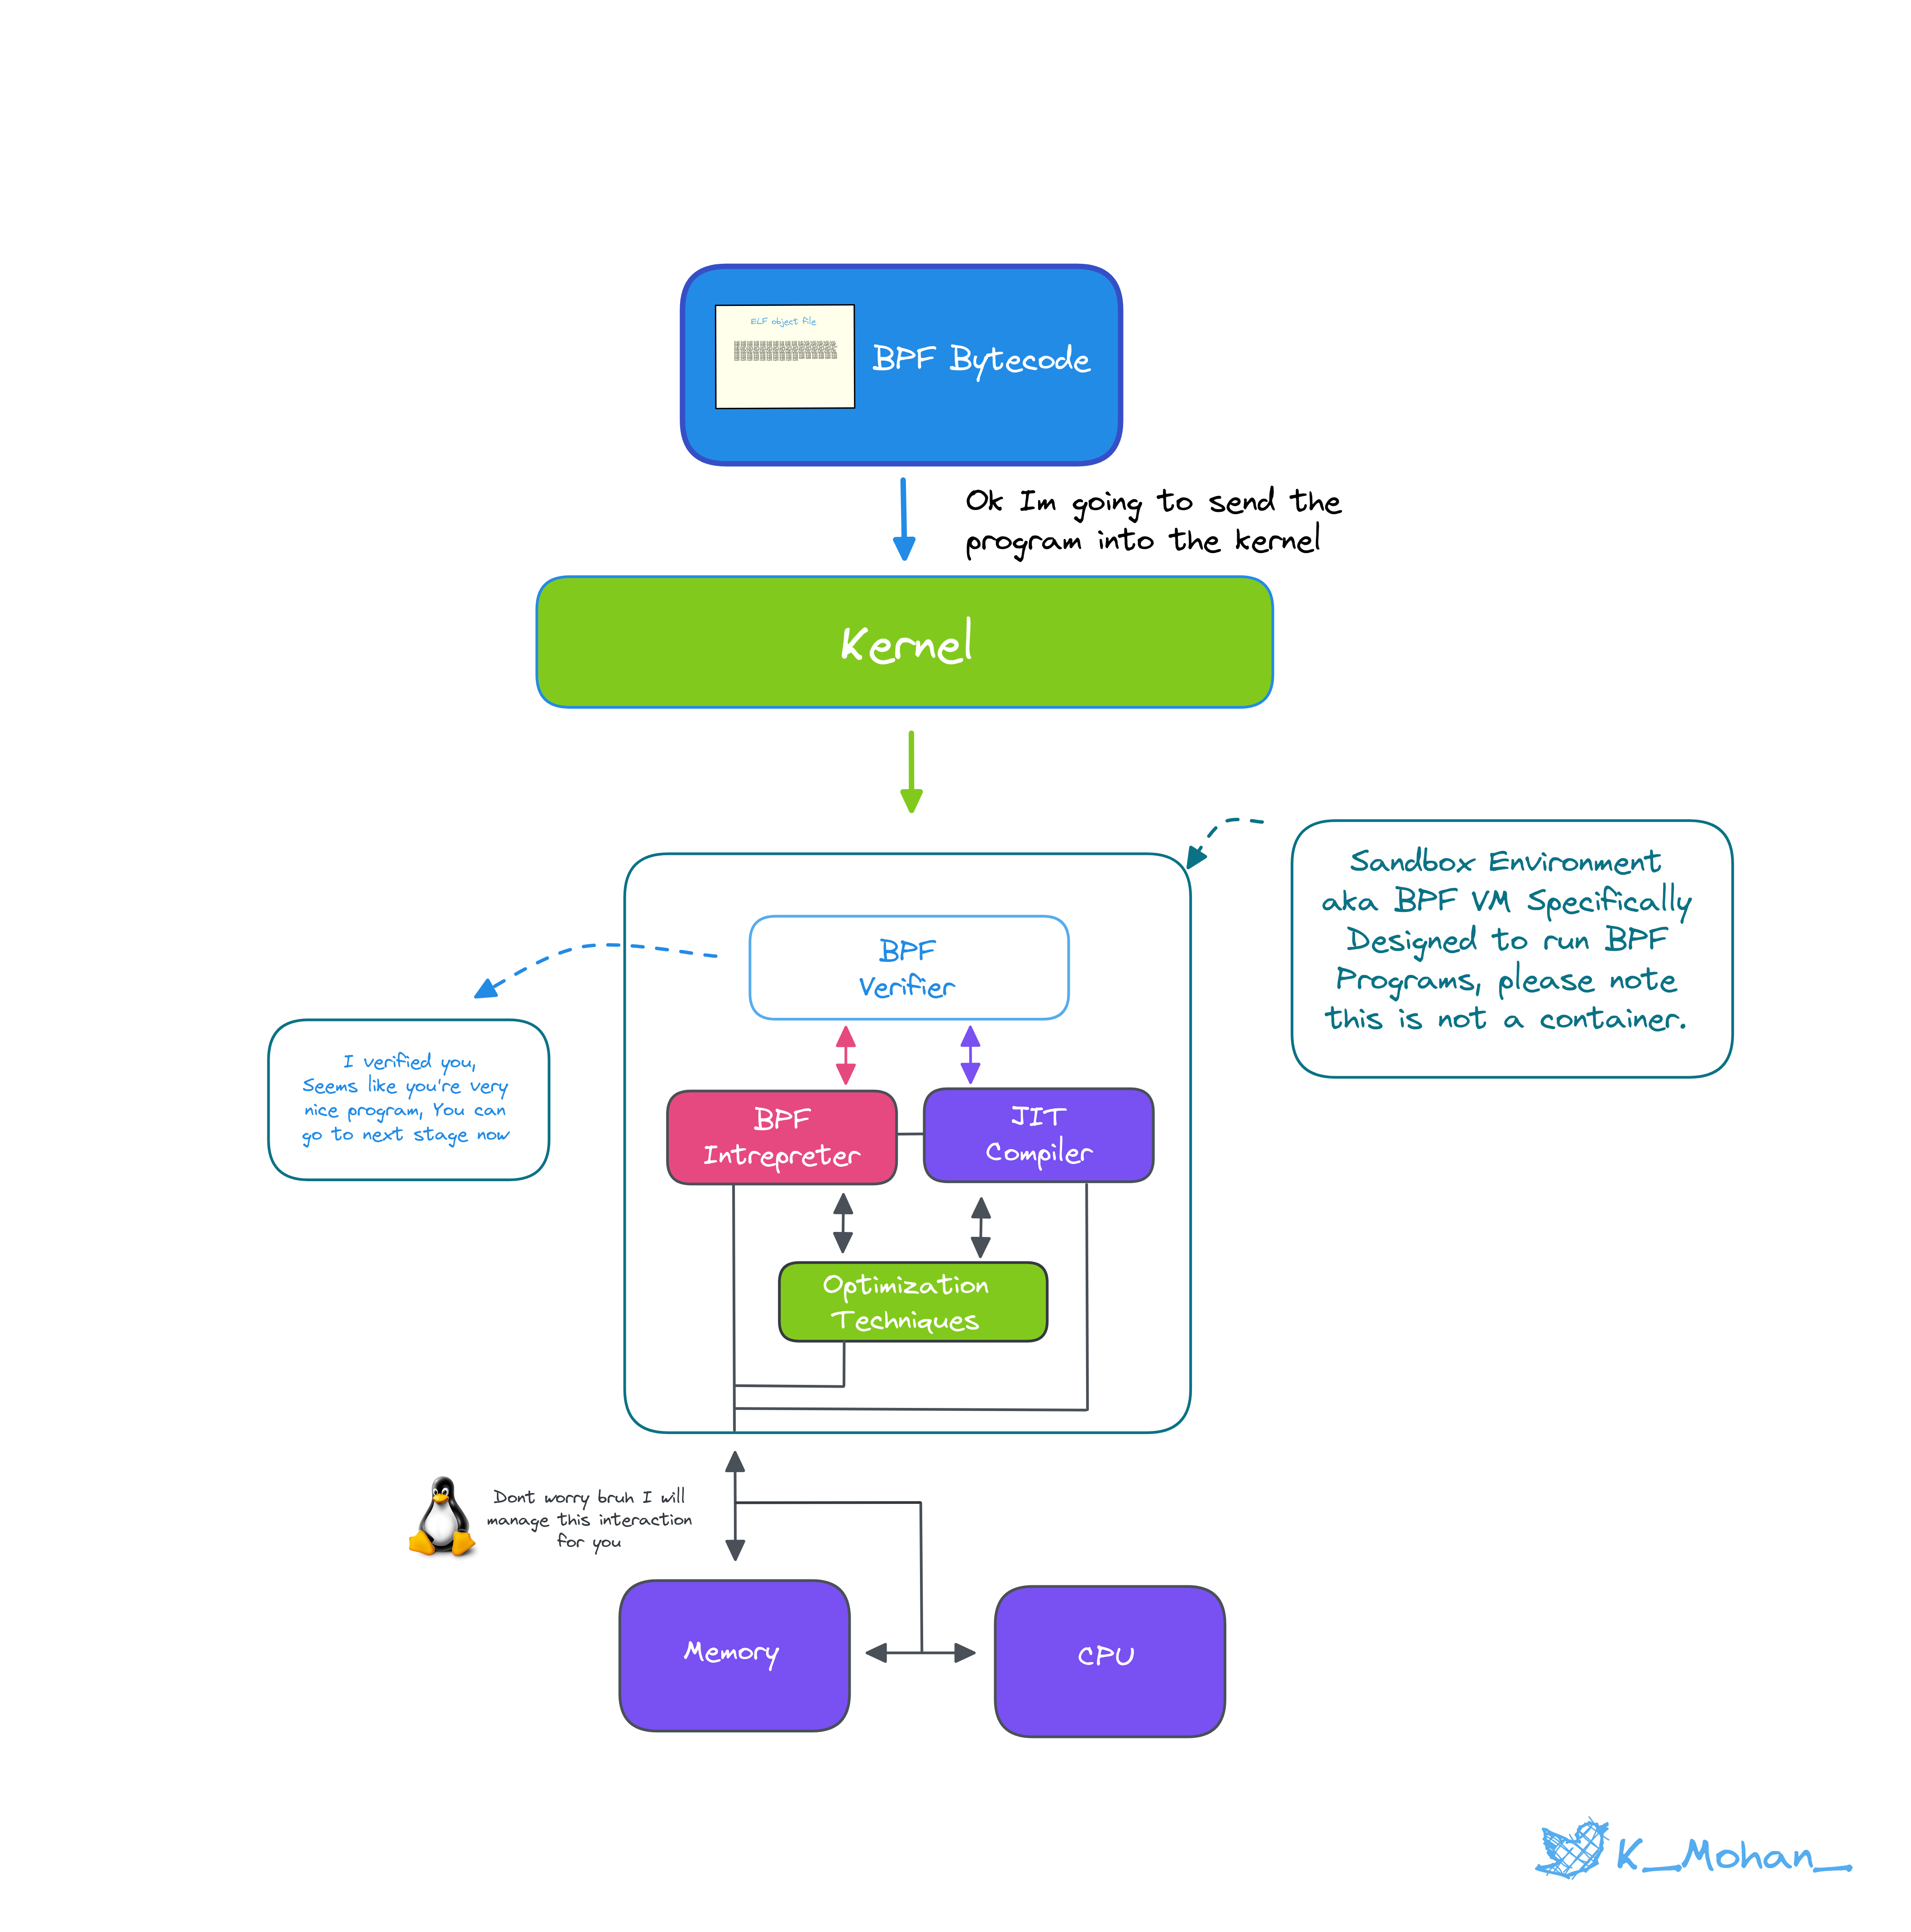 ELF object file
BPF Bytecode
Ok Im going to send the
program into the kernel
Kernel
Sandbox Environment
aka BPF VM Specifically
Designed to run BPF
Programs, please note
this is not a container.
BPF
Verifier
I verified you,
Seems like you're very
nice program, You can
go to next stage now
BPF
Intrepreter
JIT
Compiler
Optimization
Techniques
Dont worry bruh I will
manage this interaction
for you
Memory
CPU
K_Mohan_